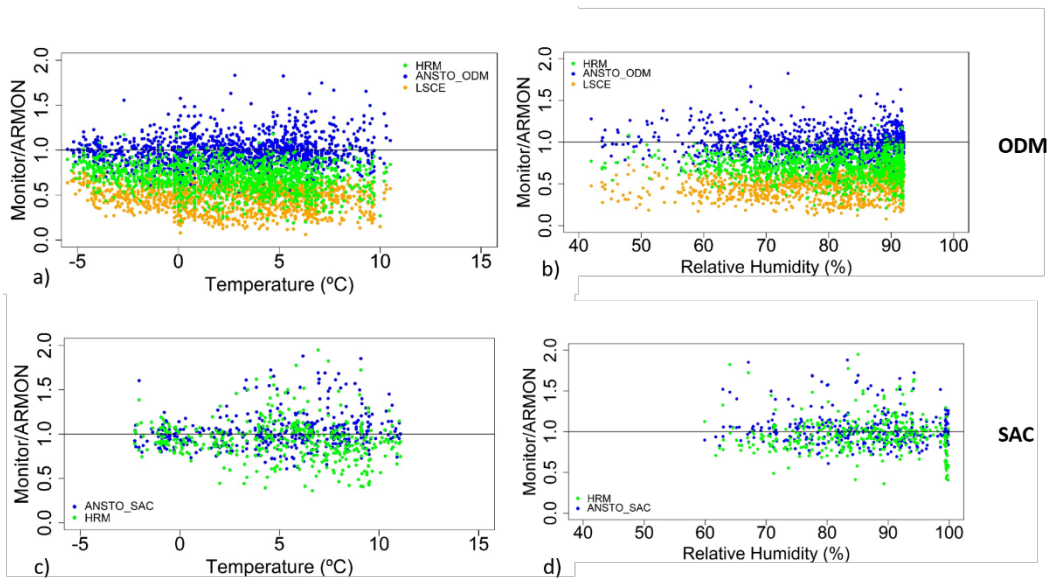 2.0
1.5
1.0
0.5
0.0
Monitor/ARMON
HRM
ANSTO_ODM
LSCE
-5 0 5 10 15
Temperature (ºC)
a)
2.0
1.5
1.0
0.5
0.0
Monitor/ARMON
HRM
ANSTO_ODM
LSCE
40 50 60 70 80 90 100
Relative Humidity (%)
b)
ODM
2.0
1.5
1.0
0.5
0.0
Monitor/ARMON
ANSTO_SAC
HRM
-5 0 5 10 15
Temperature (ºC)
c)
2.0
1.5
1.0
0.5
0.0
Monitor/ARMON
HRM
ANSTO_SAC
40 50 60 70 80 90 100
Relative Humidity (%)
d)
SAC